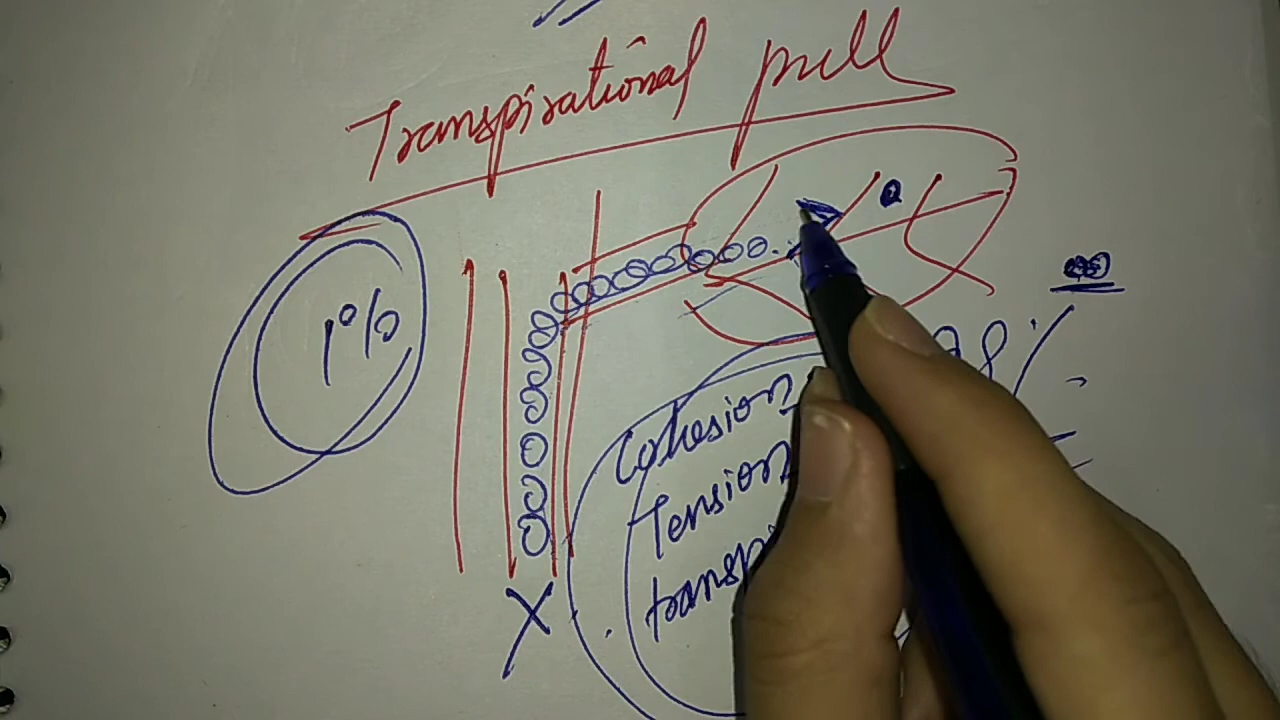 Transpirational pull
1%
Cohesion
Tension
X